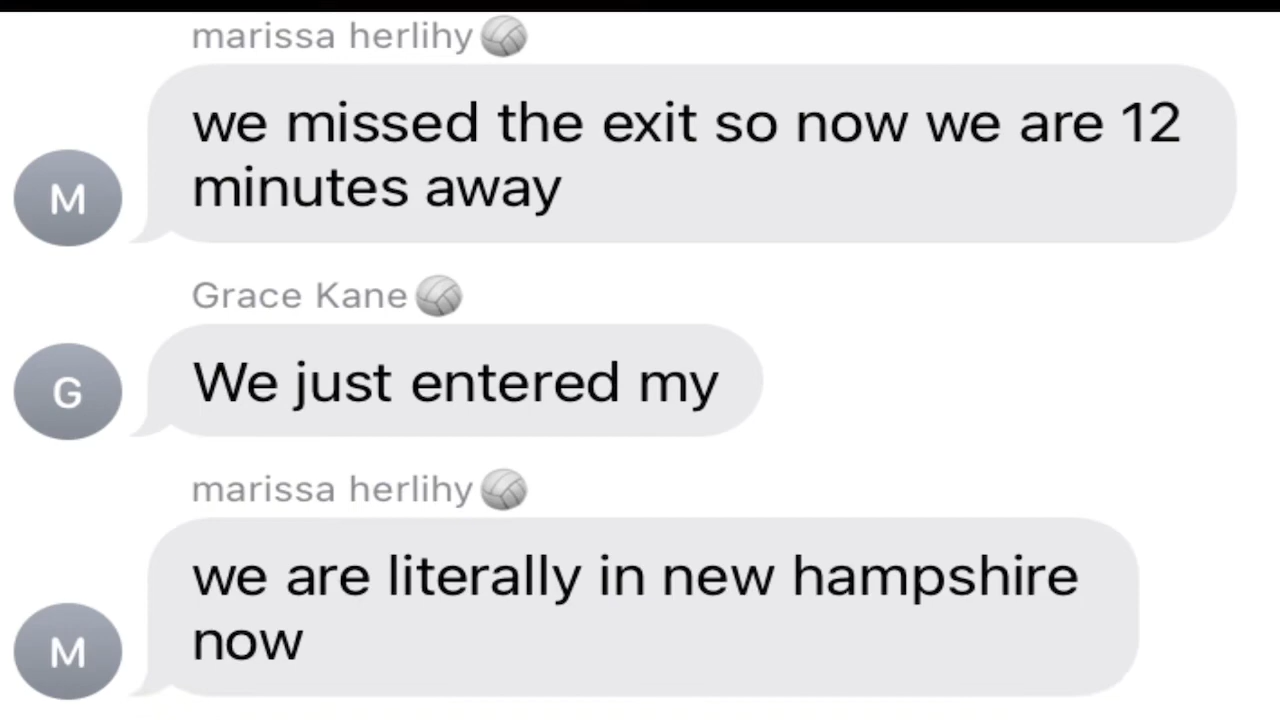 marissa herlihy🏐
we missed the exit so now we are 12
minutes away
M
Grace Kane🏐
We just entered my
G
marissa herlihy🏐
we are literally in new hampshire
now
M